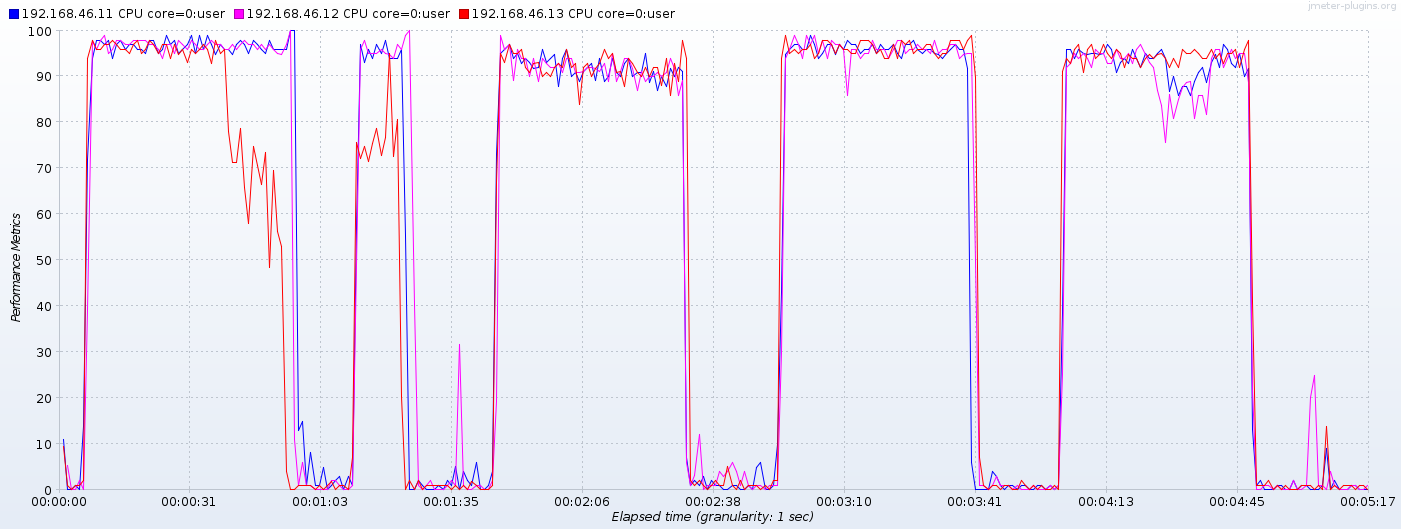 192.168.46.11 CPU core=0:user 192.168.46.12 CPU core=0:user 192.168.46.13 CPU core=0:user
jmeter-plugins.org
100
90
80
70
60
50
40
30
20
10
0
Performance Metrics
00:00:00 00:00:31 00:01:03 00:01:35 00:02:06 00:02:38 00:03:10 00:03:41 00:04:13 00:04:45 00:05:17
Elapsed time (granularity: 1 sec)